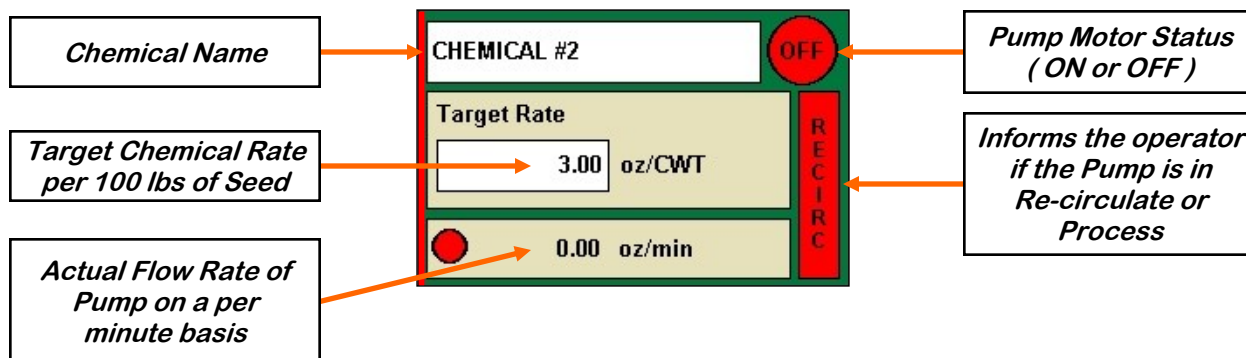 Chemical Name
Target Chemical Rate
per 100 lbs of Seed
Actual Flow Rate of
Pump on a per
minute basis
CHEMICAL #2
OFF
Target Rate
3.00 oz/CWT
0.00 oz/min
RECIRC
Pump Motor Status
( ON or OFF )
Informs the operator
if the Pump is in
Re-circulate or
Process